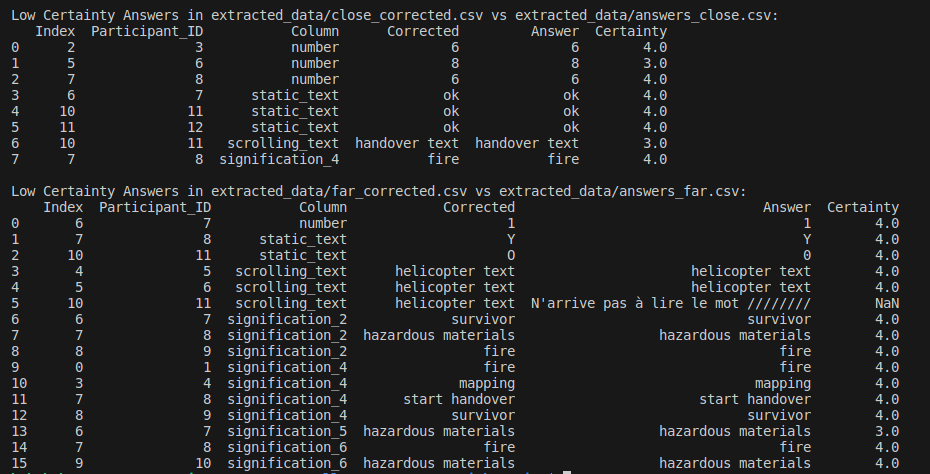 Low Certainty Answers in extracted_data/close_corrected.csv vs extracted_data/answers_close.csv:
Index Participant_ID Column Corrected Answer Certainty
0 2 3 number 6 6 4.0
1 5 6 number 8 8 3.0
2 7 8 number 6 6 4.0
3 6 7 static_text ok ok 4.0
4 10 11 static_text ok ok 4.0
5 11 12 static_text ok ok 4.0
6 10 11 scrolling_text handover text handover text 3.0
7 7 8 signification_4 fire fire 4.0
Low Certainty Answers in extracted_data/far_corrected.csv vs extracted_data/answers_far.csv:
Index Participant_ID Column Corrected Answer Certainty
0 6 7 number 1 1 4.0
1 7 8 static_text Y Y 4.0
2 10 11 static_text O O 4.0
3 4 5 scrolling_text helicopter text helicopter text 4.0
4 5 6 scrolling_text helicopter text helicopter text 4.0
5 10 11 scrolling_text helicopter text N'arrive pas à lire le mot //////// NaN
6 6 7 signification_2 survivor survivor 4.0
7 7 8 signification_2 hazardous materials hazardous materials 4.0
8 8 9 signification_2 fire fire 4.0
9 0 1 signification_4 fire fire 4.0
10 3 4 signification_4 mapping mapping 4.0
11 7 8 signification_4 start handover start handover 4.0
12 8 9 signification_4 survivor survivor 4.0
13 6 7 signification_5 hazardous materials hazardous materials 3.0
14 7 8 signification_6 fire fire 4.0
15 9 10 signification_6 hazardous materials hazardous materials 4.0